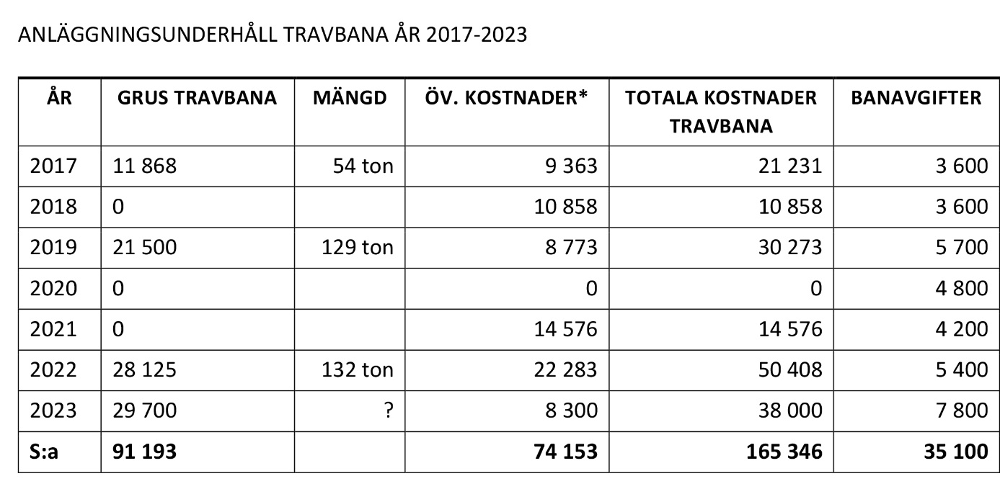 ANLÄGGNINGSUNDERHÅLL TRAVBANA ÅR 2017-2023
ÅR GRUS TRAVBANA MÄNGD ÖV. KOSTNADER* TOTALA KOSTNADER TRAVBANA BANAVGIFTER
2017 11 868 54 ton 9 363 21 231 3 600
2018 0 10 858 10 858 3 600
2019 21 500 129 ton 8 773 30 273 5 700
2020 0 0 0 4 800
2021 0 14 576 14 576 4 200
2022 28 125 132 ton 22 283 50 408 5 400
2023 29 700 ? 8 300 38 000 7 800
S:a 91 193 74 153 165 346 35 100